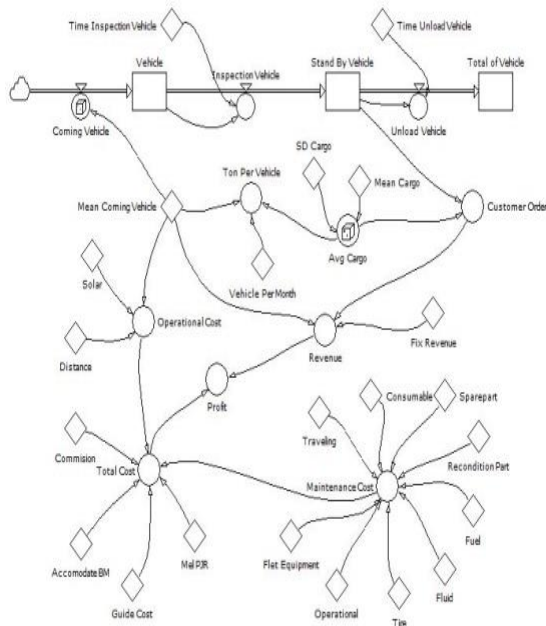 Time Inspection Vehicle
Time Unload Vehicle
Vehicle
Inspection Vehicle
Stand By Vehicle
Total of Vehicle
Coming Vehicle
Unload Vehicle
SD Cargo
Ton Per Vehicle
Mean Cargo
Mean Coming Vehicle
Customer Order
Avg Cargo
Solar
Vehicle Per Month
Operational Cost
Fix Revenue
Revenue
Distance
Profit
Consumable
Sparepart
Traveling
Commision
Total Cost
Maintenance Cost
Recondition Part
Accomodate BM
Mel PJR
Flet Equipment
Fuel
Guide Cost
Operational
Fluid
Tire